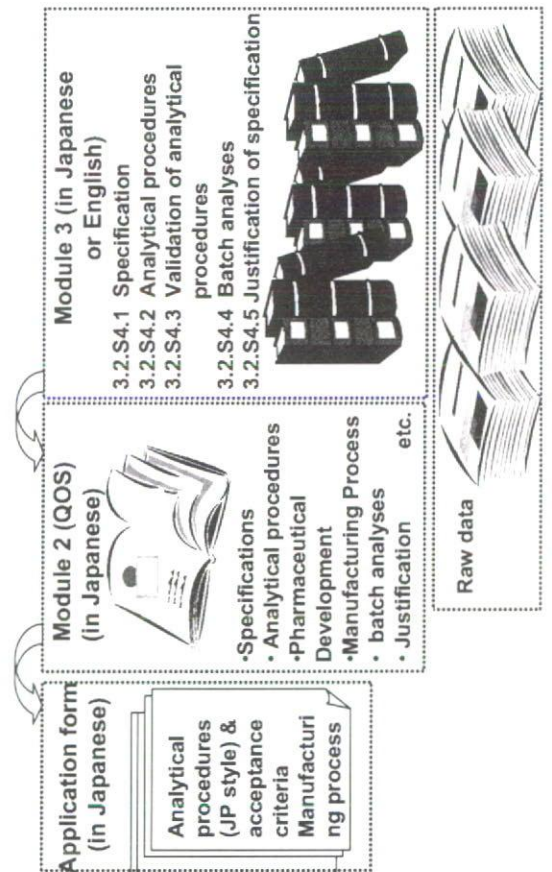 Application form
(in Japanese)
Analytical
procedures
(JP style) &
acceptance
criteria
Manufacturi
ng process
Module 2 (QOS)
(in Japanese)
•Specifications
• Analytical procedures
•Pharmaceutical
Development
•Manufacturing Process
• batch analyses
• Justification etc.
Module 3 (in Japanese
or English)
3.2.S4.1 Specification
3.2.S4.2 Analytical procedures
3.2.S4.3 Validation of analytical
procedures
3.2.S4.4 Batch analyses
3.2.S4.5 Justification of specification
Raw data